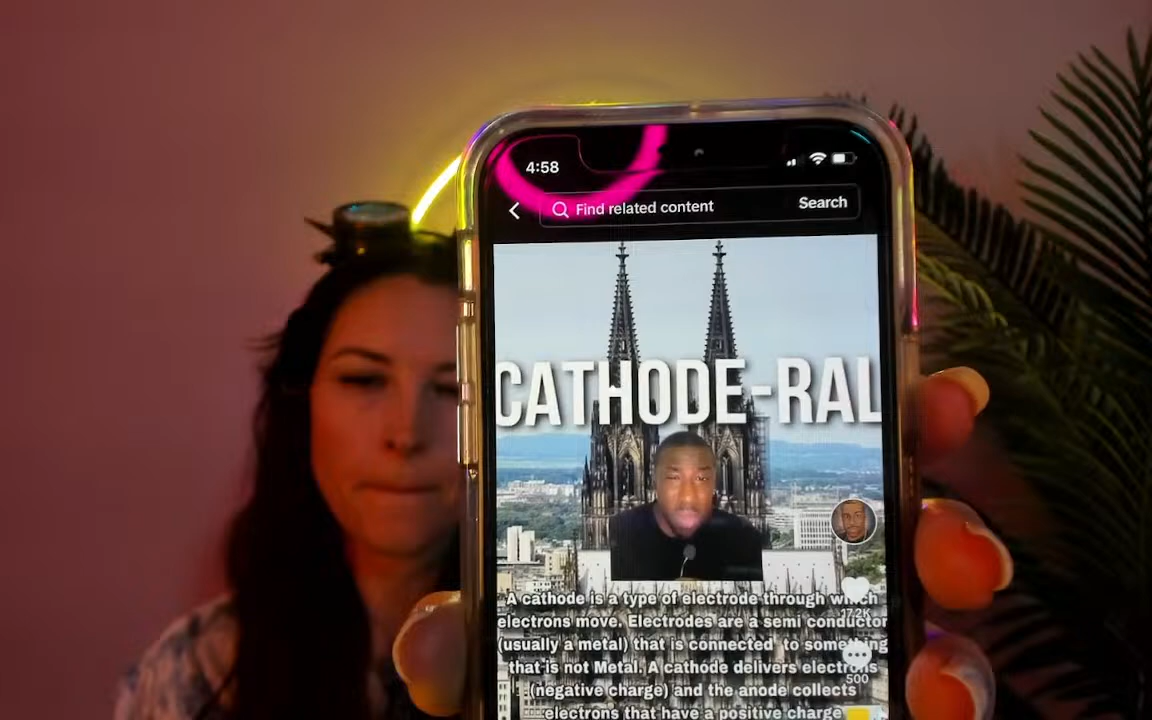 4:58
Find related content Search
CATHODE-RAL
A cathode is a type of electrode through which
17.2K
electrons move. Electrodes are a semi conductor
(usually a metal) that is connected to something
that is not Metal. A cathode delivers electrons
500
(negative charge) and the anode collects
electrons that have a positive charge